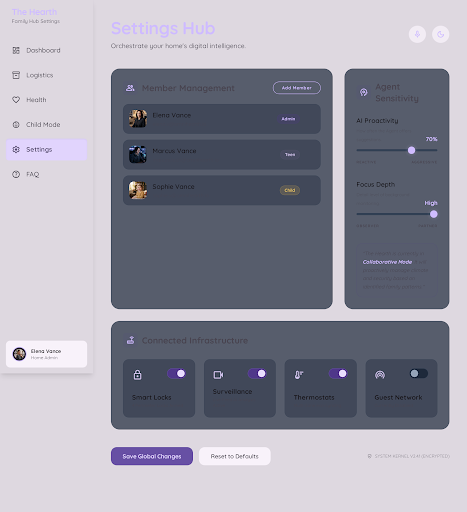 The Hearth
Family Hub Settings
Dashboard
Logistics
Health
Child Mode
Settings
FAQ
Elena Vance
Home Admin
Settings Hub
Orchestrate your home's digital intelligence.
Member Management
Add Member
Elena Vance
Admin
Marcus Vance
Teen
Sophie Vance
Child
Agent
Sensitivity
AI Proactivity
70%
Focus Depth
High
Collaborative Mode
Connected Infrastructure
Smart Locks
Surveillance
Thermostats
Guest Network
Save Global Changes
Reset to Defaults